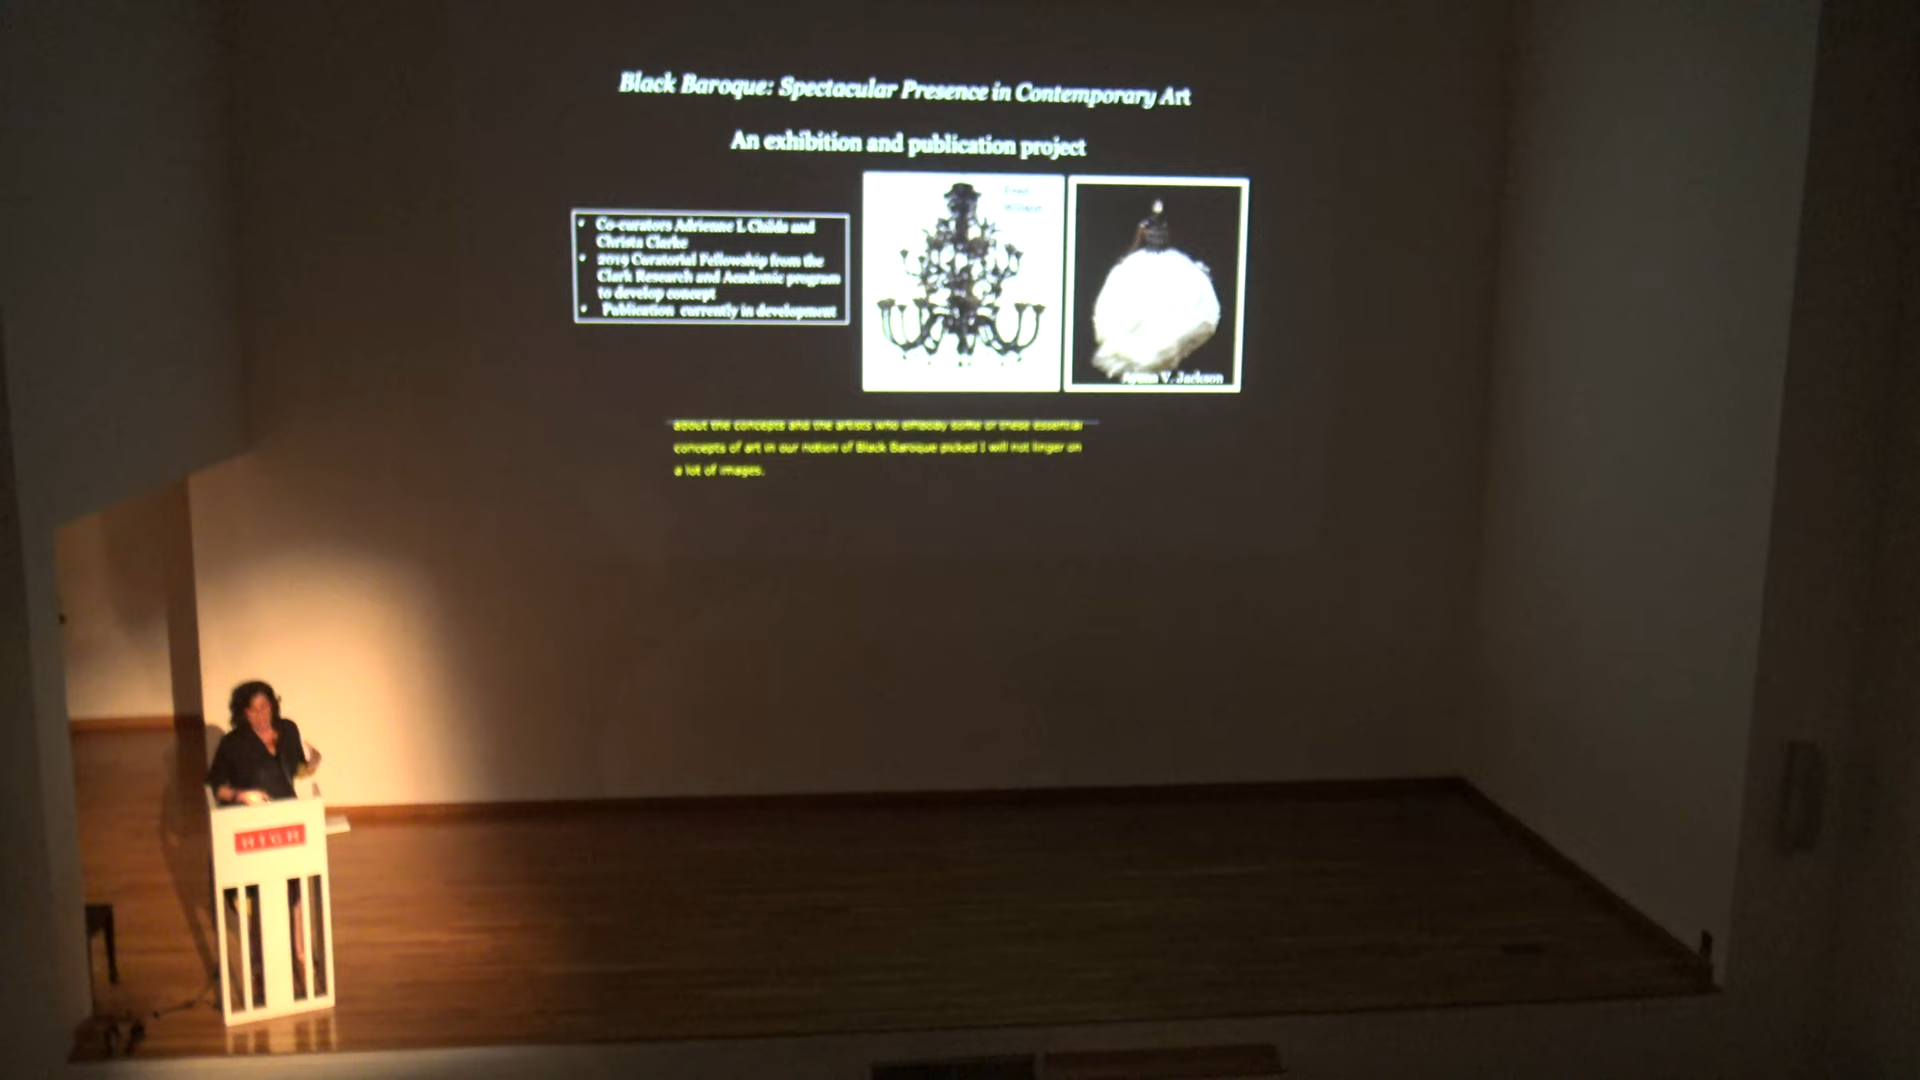 Black Baroque: Spectacular Presence in Contemporary Art
An exhibition and publication project
• Co-curators Adrienne L Childs and
Christa Clarke
• 2019 Curatorial Fellowship from the
Clark Research and Academic program
to develop concept
• Publication currently in development
V. Jackson
about the concepts and the artists who embody some of these essential
concepts of art in our notion of Black Baroque picked I will not linger on
a lot of images.
HIGH